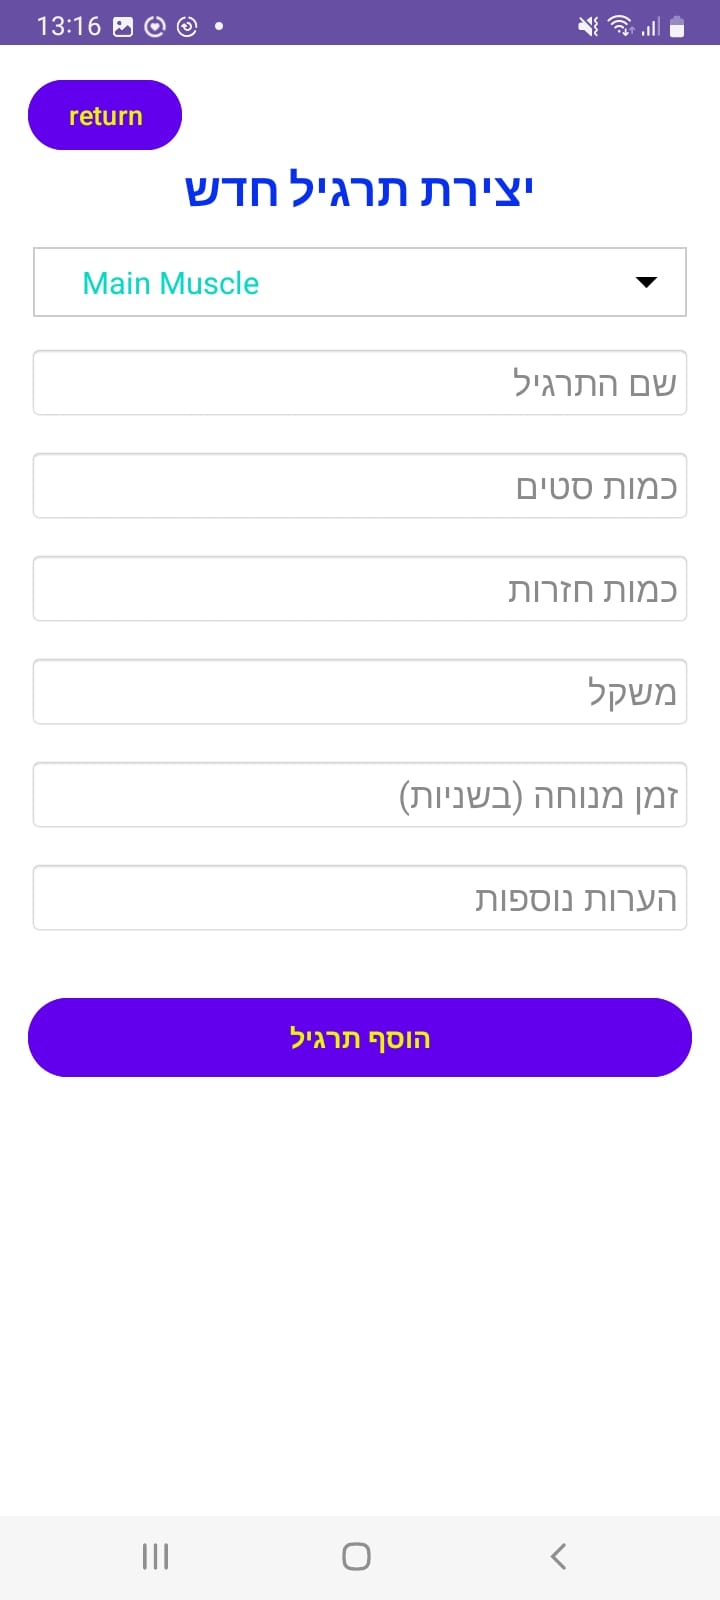 13:16
return
יצירת תרגיל חדש
Main Muscle
שם התרגיל
כמות סטים
כמות חזרות
משקל
זמן מנוחה (בשניות)
הערות נוספות
הוסף תרגיל